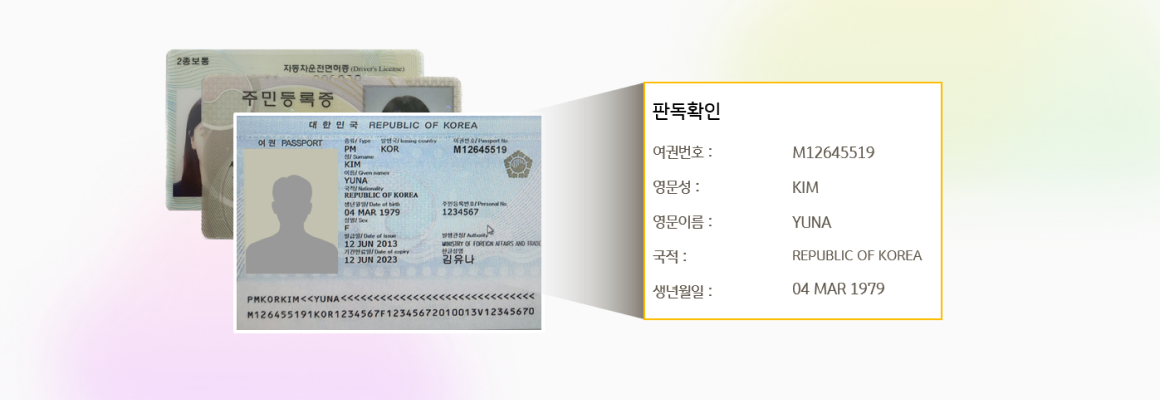 2종보통
자동차운전면허증 (Driver's License)
주민등록증
대 한 민 국 REPUBLIC OF KOREA
여 권 PASSPORT
종류/ Type 발행국/ Issuing country 여권번호/ Passport No.
PM KOR M12645519
성/ Surname
KIM
이름/ Given names
YUNA
국적/ Nationality
REPUBLIC OF KOREA
생년월일/ Date of birth 주민등록번호/ Personal No.
04 MAR 1979 1234567
성별/ Sex
F
발급일/ Date of issue 발행관청/ Authority
12 JUN 2013 MINISTRY OF FOREIGN AFFAIRS AND TRADE
기간만료일/ Date of expiry 한글성명
12 JUN 2023 김유나
PMKORKIM<<YUNA<<<<<<<<<<<<<<<<<<<<<<<<<<<<<<
M126455191KOR1234567F12345672010013V12345670
판독확인
여권번호 : M12645519
영문성 : KIM
영문이름 : YUNA
국적 : REPUBLIC OF KOREA
생년월일 : 04 MAR 1979